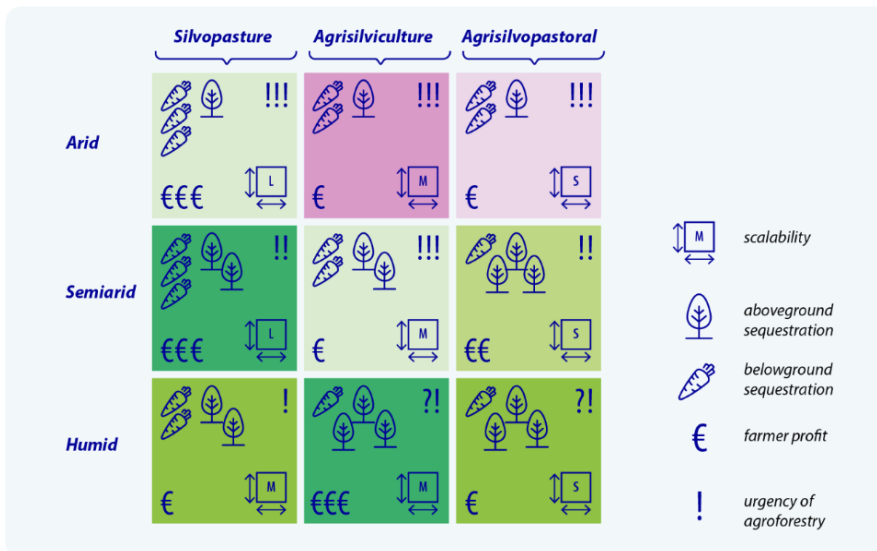 Silvopasture Agrisilviculture Agrisilvopastoral
Arid
!!! !!! !!!
L M S
€€€ € €
Semiarid
!! !!! !!
L M S
€€€ € €€
Humid
! ?! ?!
M M S
€ €€€ €
M scalability
aboveground
sequestration
belowground
sequestration
€ farmer profit
! urgency of
agroforestry